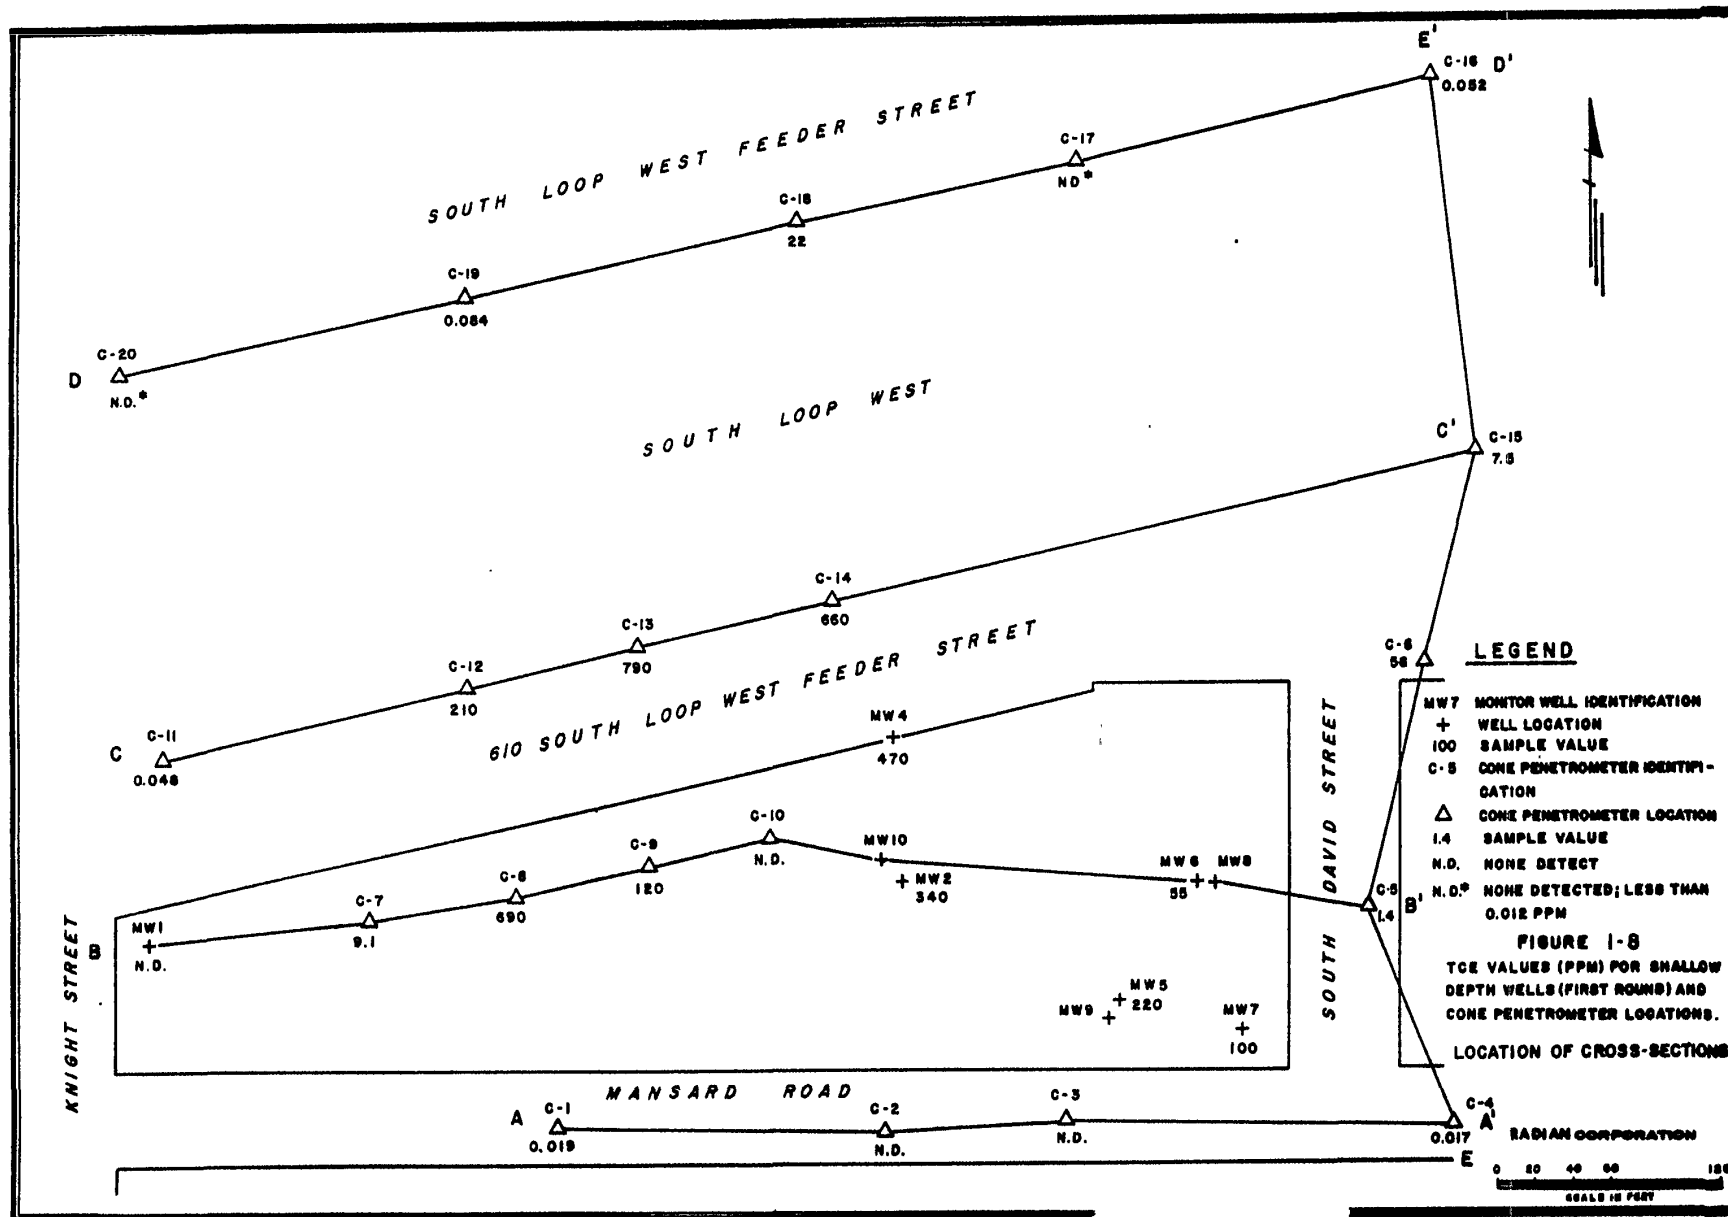 E'
C-16 D'
0.052
SOUTH LOOP WEST FEEDER STREET
C-17
ND*
C-18
22
C-19
0.084
C-20
D
N.D.*
SOUTH LOOP WEST
C'
C-15
7.5
C-14
660
C-13
790
C-12
210
C-11
C
0.048
610 SOUTH LOOP WEST FEEDER STREET
C-6
56
MW4
470
C-10
N.D.
C-9
120
C-8
690
C-7
9.1
MW1
B
N.D.
MW10
MW2
340
MW6 MW8
55
C-5
B'
1.4
MW5
220
MW9
MW7
100
KNIGHT STREET
SOUTH DAVID STREET
MANSARD ROAD
A
C-1
0.019
C-2
N.D.
C-3
N.D.
C-4
A'
0.017
E
LEGEND
MW7 MONITOR WELL IDENTIFICATION
+ WELL LOCATION
100 SAMPLE VALUE
C-5 CONE PENETROMETER IDENTIFI-
CATION
△ CONE PENETROMETER LOCATION
1.4 SAMPLE VALUE
N.D. NONE DETECT
N.D.* NONE DETECTED; LESS THAN
0.012 PPM
FIGURE 1-8
TCE VALUES (PPM) FOR SHALLOW
DEPTH WELLS (FIRST ROUND) AND
CONE PENETROMETER LOCATIONS.
LOCATION OF CROSS-SECTIONS
RADIAN CORPORATION
0 20 40 60
SCALE IN FEET